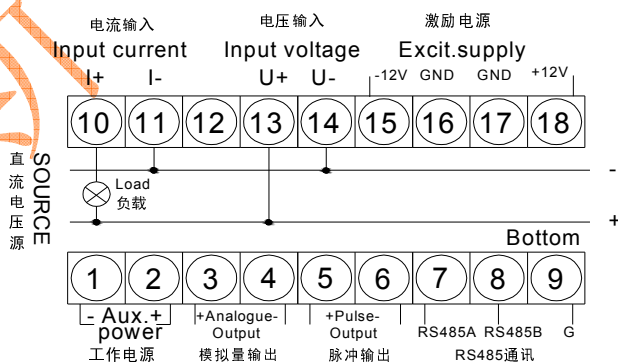 电流输入 电压输入 激励电源
Input current Input voltage Excit.supply
I+ I- U+ U- -12V GND GND +12V
10 11 12 13 14 15 16 17 18
直流电压源
SOURCE
Load
负载
-
+
Bottom
1 2 3 4 5 6 7 8 9
- Aux.+ +Analogue- +Pulse-
power Output Output RS485A RS485B G
工作电源 模拟量输出 脉冲输出 RS485通讯